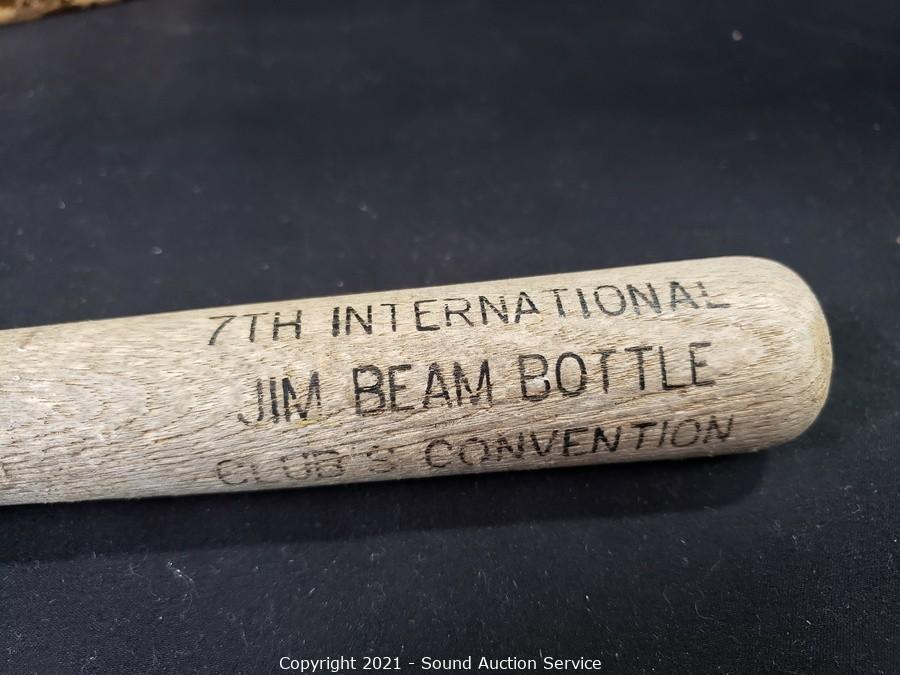 7TH INTERNATIONAL
JIM BEAM BOTTLE
CLUB'S CONVENTION
Copyright 2021 - Sound Auction Service